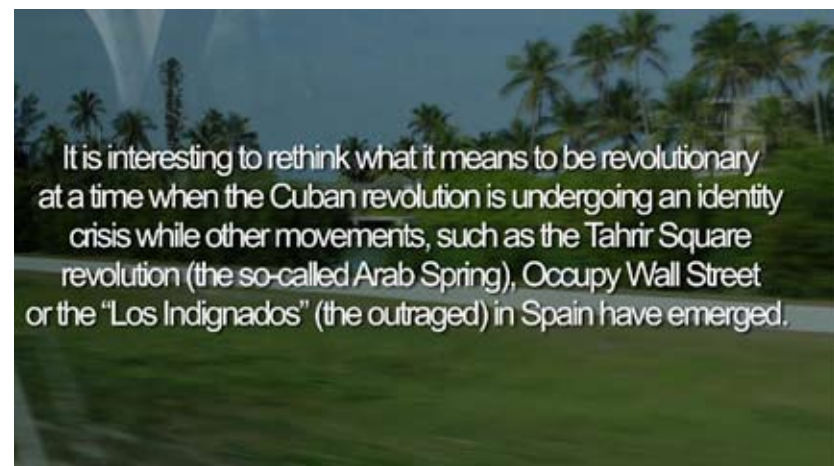 It is interesting to rethink what it means to be revolutionary
at a time when the Cuban revolution is undergoing an identity
crisis while other movements, such as the Tahrir Square
revolution (the so-called Arab Spring), Occupy Wall Street
or the “Los Indignados” (the outraged) in Spain have emerged.